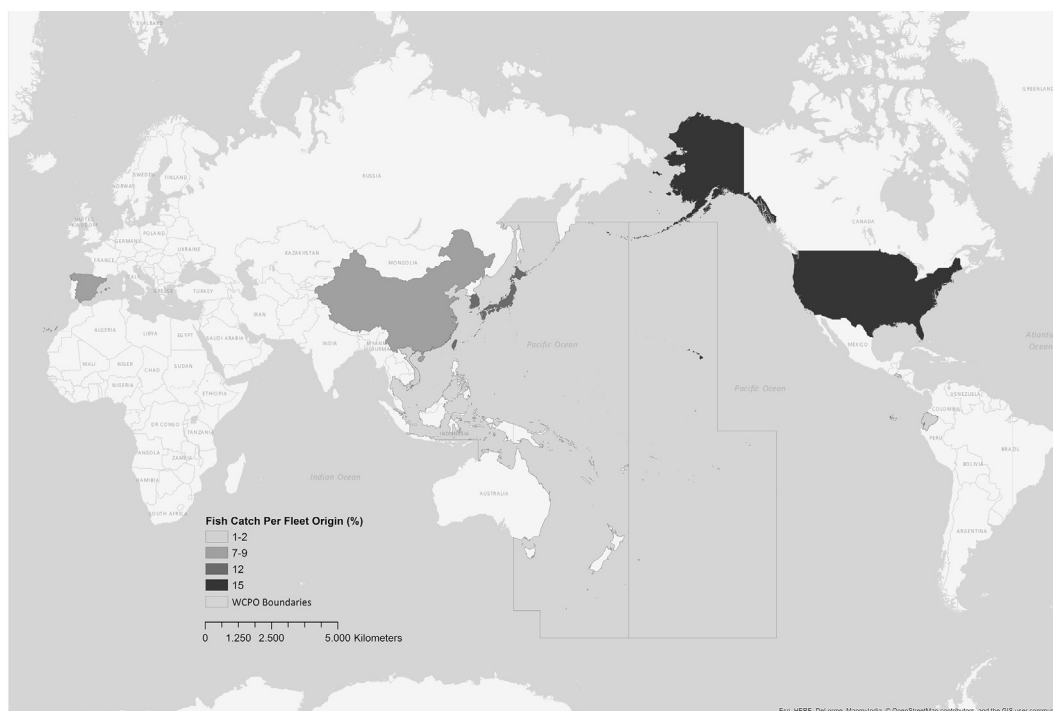 SVALBARD
GREENLAND
RUSSIA
SWEDEN
FINLAND
NORWAY
UNITED
KINGDOM
POLAND
GERMANY
UKRAINE
FRANCE
KAZAKHSTAN
MONGOLIA
CANADA
GREECE
TURKEY
IRAN
ALGERIA
LIBYA
EGYPT
SAUDI ARABIA
INDIA
MYANMAR
Pacific Ocean
Atlantic
Ocean
MÉXICO
MALI
NIGER
CHAD
SUDAN
NIGERIA
ETHIOPIA
Pacific Ocean
VENEZUELA
COLOMBIA
DR CONGO
TANZANIA
INDONESIA
PERU
BRAZIL
ANGOLA
ZAMBIA
NAMIBIA
Indian Ocean
AUSTRALIA
BOLIVIA
SOUTH AFRICA
ARGENTINA
Fish Catch Per Fleet Origin (%)
1-2
7-9
12
15
WCPO Boundaries
0 1.250 2.500 5.000 Kilometers